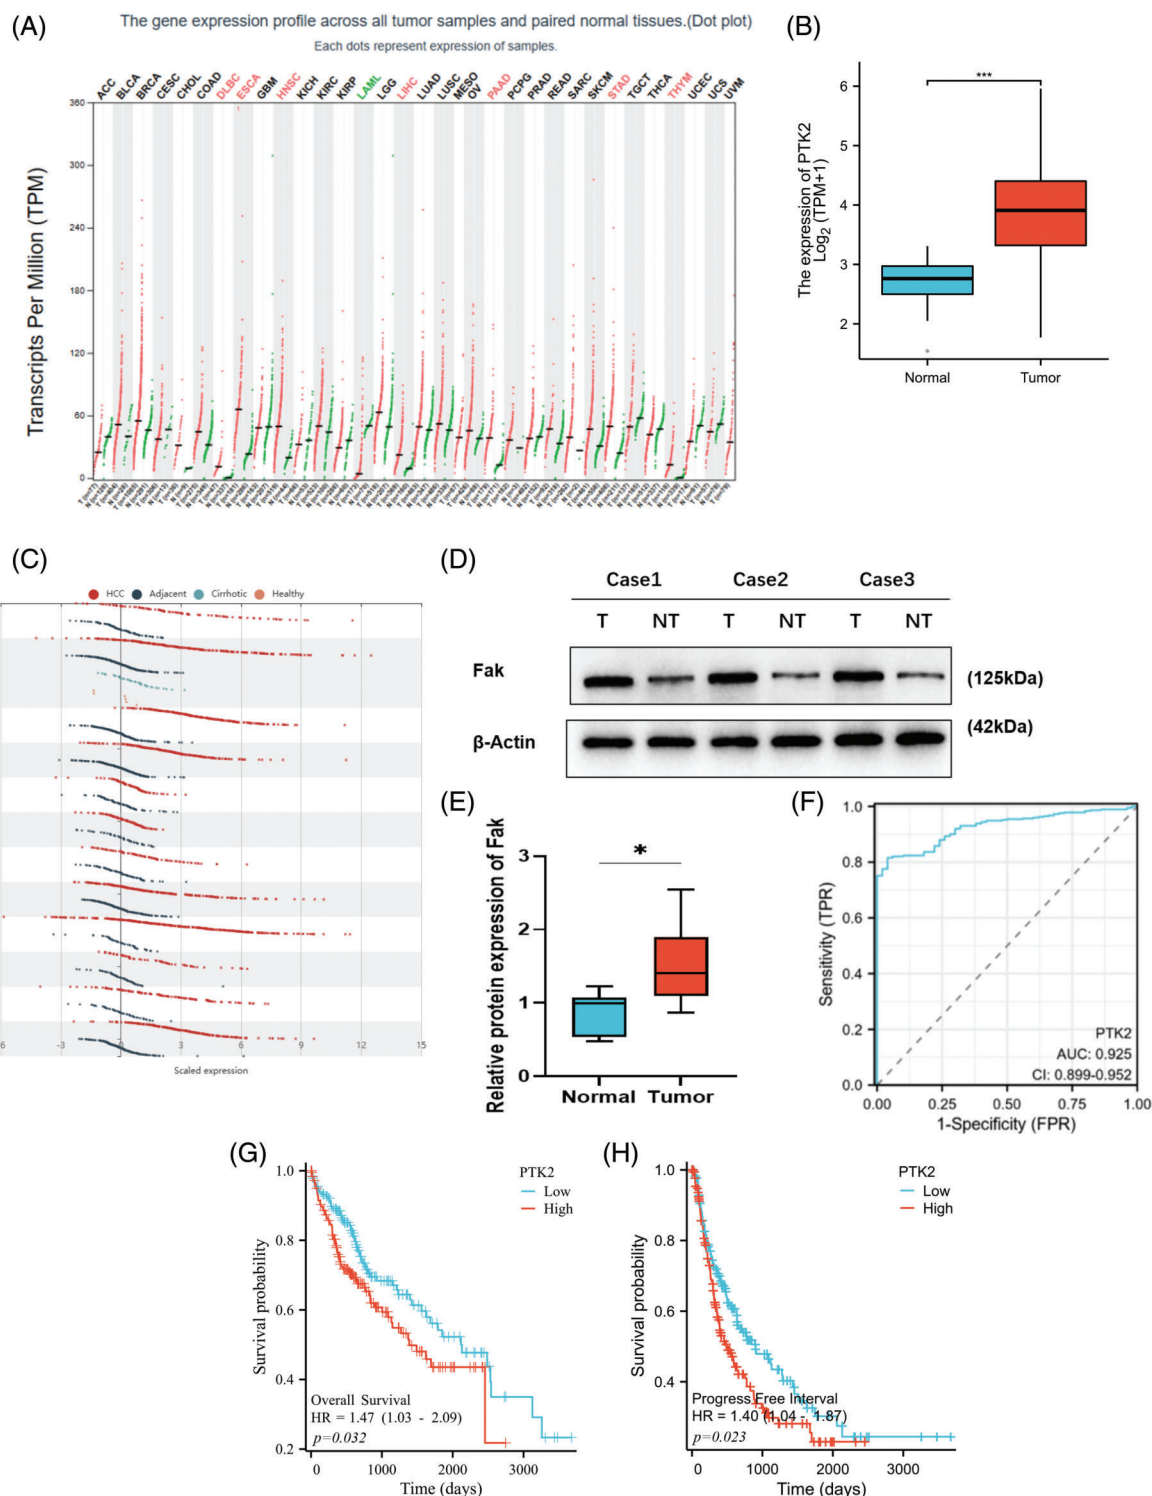 (A)
The gene expression profile across all tumor samples and paired normal tissues.(Dot plot)
Each dots represent expression of samples.
ACC BLCA BRCA CESC CHOL COAD DLBC ESCA GBM HNSC KICH KIRC KIRP LAML LGG LIHC LUAD LUSC MESO OV PAAD PCPG PRAD READ SARC SKCM STAD TGCT THCA THYM UCEC UCS UVM
Transcripts Per Million (TPM)
360
300
240
180
120
60
0
(B)
The expression of PTK2
Log2 (TPM+1)
***
6
5
4
3
2
Normal Tumor
(C)
HCC Adjacent Cirrhotic Healthy
6 -3 0 3 6 9 12 15
Scaled expression
(D)
Case1 Case2 Case3
T NT T NT T NT
Fak (125kDa)
β-Actin (42kDa)
(E)
Relative protein expression of Fak
*
3
2
1
0
Normal Tumor
(F)
Sensitivity (TPR)
1.0
0.8
0.6
0.4
0.2
0.0
PTK2
AUC: 0.925
CI: 0.899-0.952
0.00 0.25 0.50 0.75 1.00
1-Specificity (FPR)
(G)
Survival probability
1.0
0.8
0.6
0.4
0.2
PTK2
Low
High
Overall Survival
HR = 1.47 (1.03 - 2.09)
p=0.032
0 1000 2000 3000
Time (days)
(H)
Survival probability
1.0
0.8
0.6
0.4
PTK2
Low
High
Progress Free Interval
HR = 1.40 (1.04 - 1.87)
p=0.023
0 1000 2000 3000
Time (days)